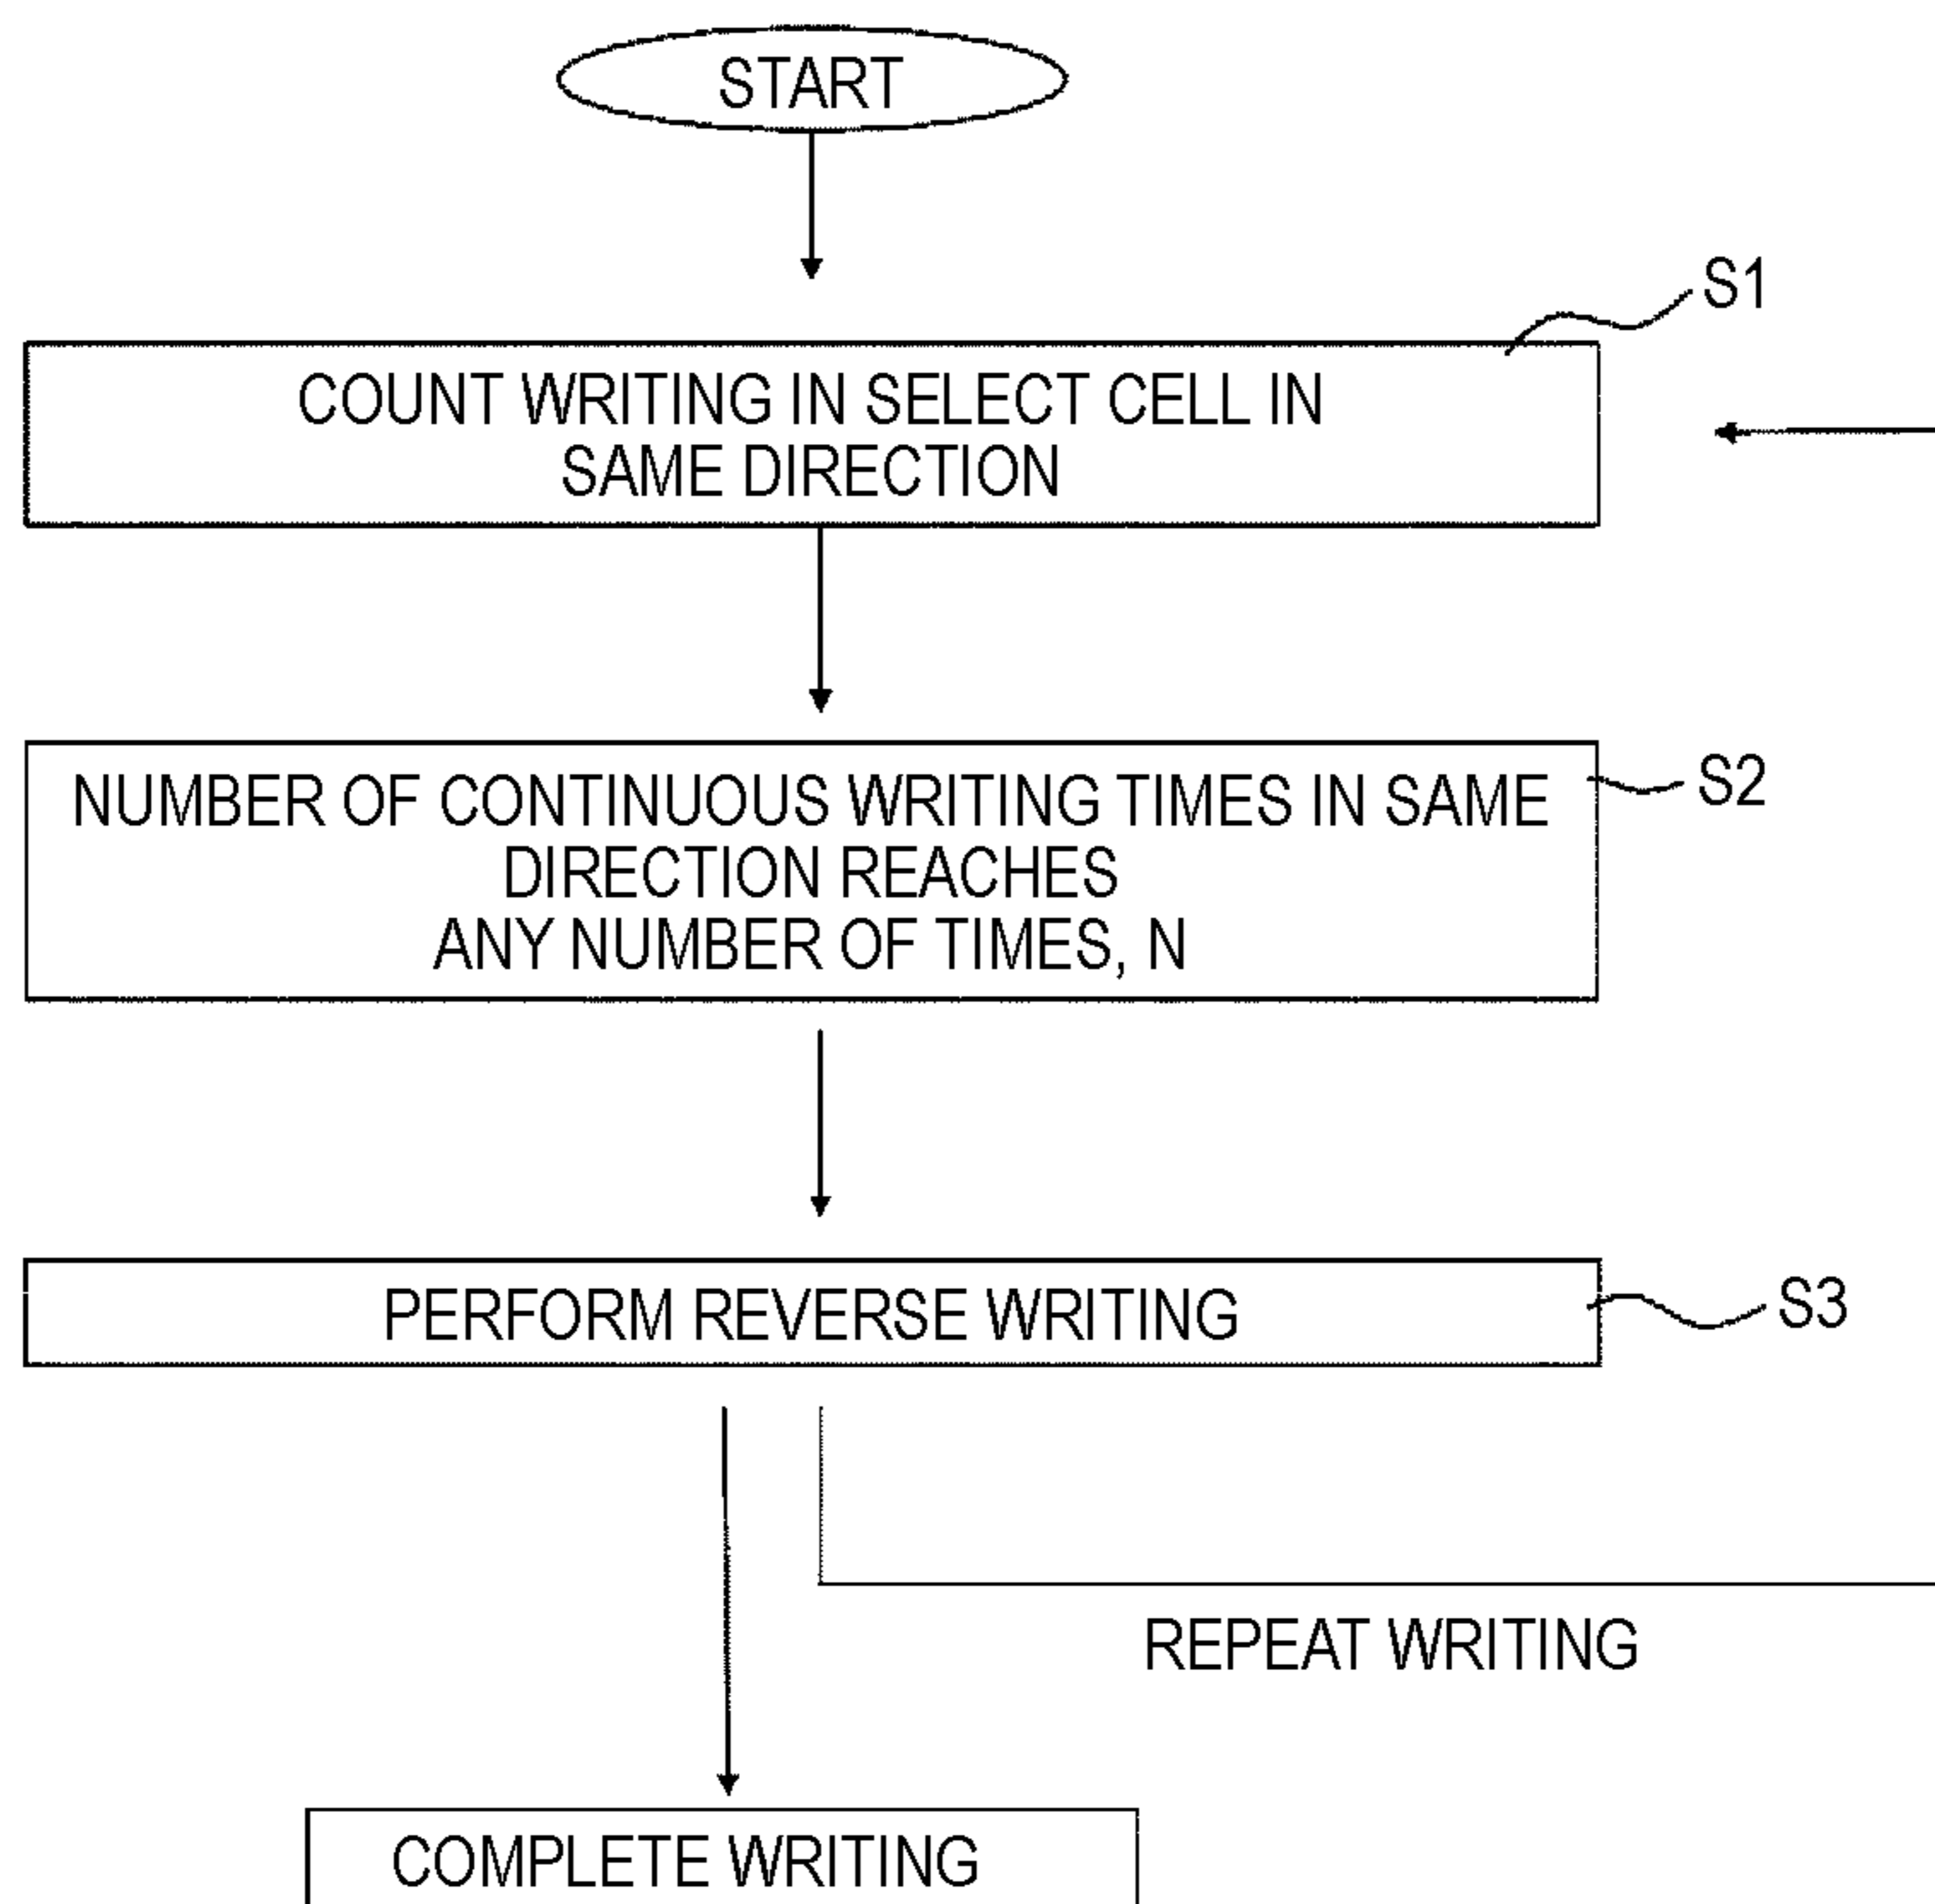 START
S1
COUNT WRITING IN SELECT CELL IN
SAME DIRECTION
NUMBER OF CONTINUOUS WRITING TIMES IN SAME
DIRECTION REACHES
ANY NUMBER OF TIMES, N
S2
PERFORM REVERSE WRITING
S3
REPEAT WRITING
COMPLETE WRITING